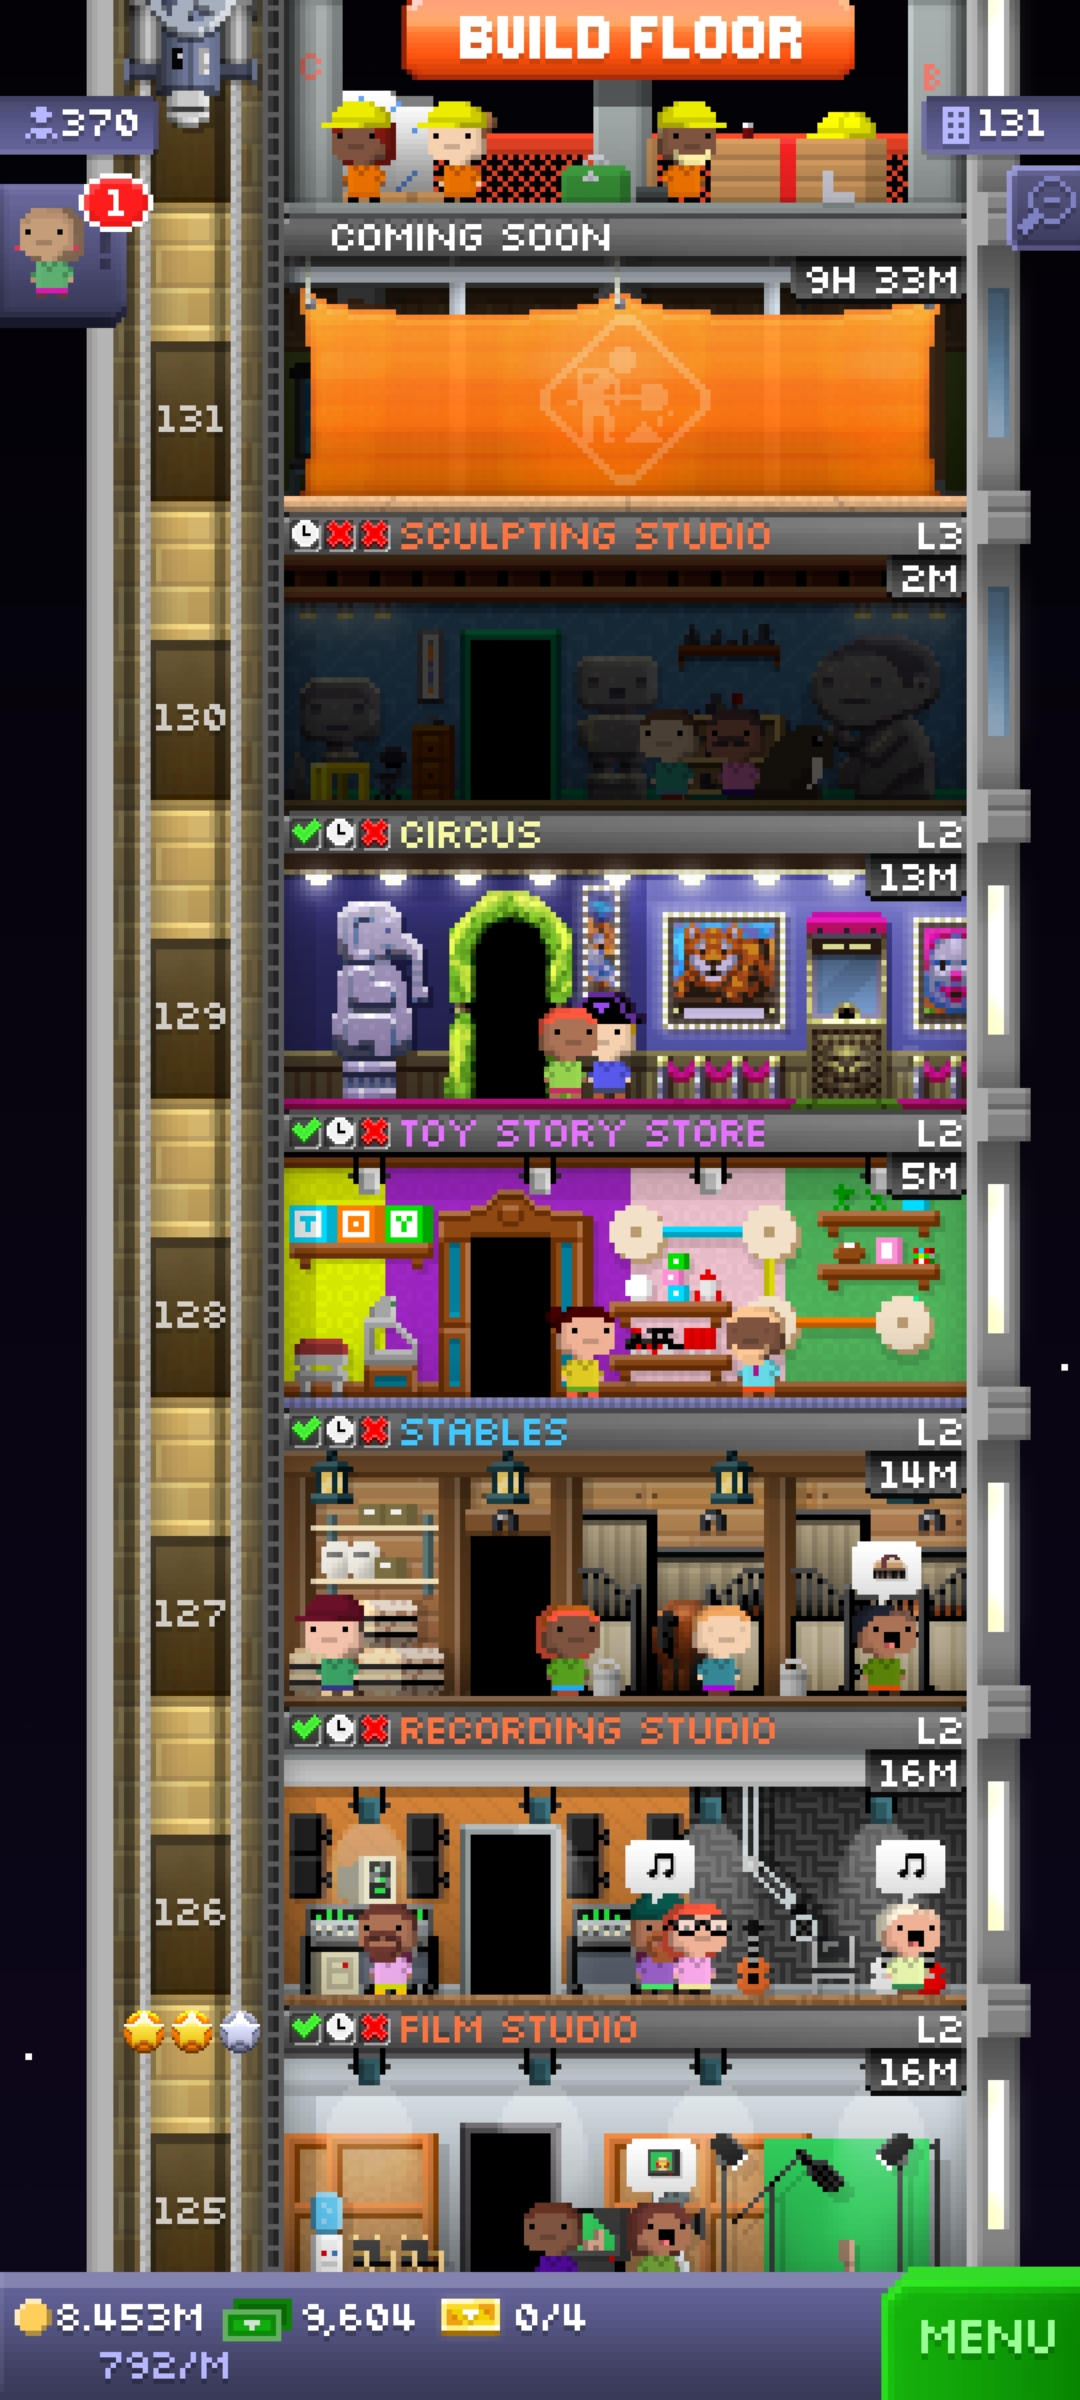 BUILD FLOOR
C
B
370
131
1
COMING SOON
9H 33M
131
SCULPTING STUDIO L3
2M
130
CIRCUS L2
13M
129
TOY STORY STORE L2
5M
TOY
128
STABLES L2
14M
127
RECORDING STUDIO L2
16M
126
FILM STUDIO L2
16M
125
8.453M 9,604 0/4
792/M
MENU